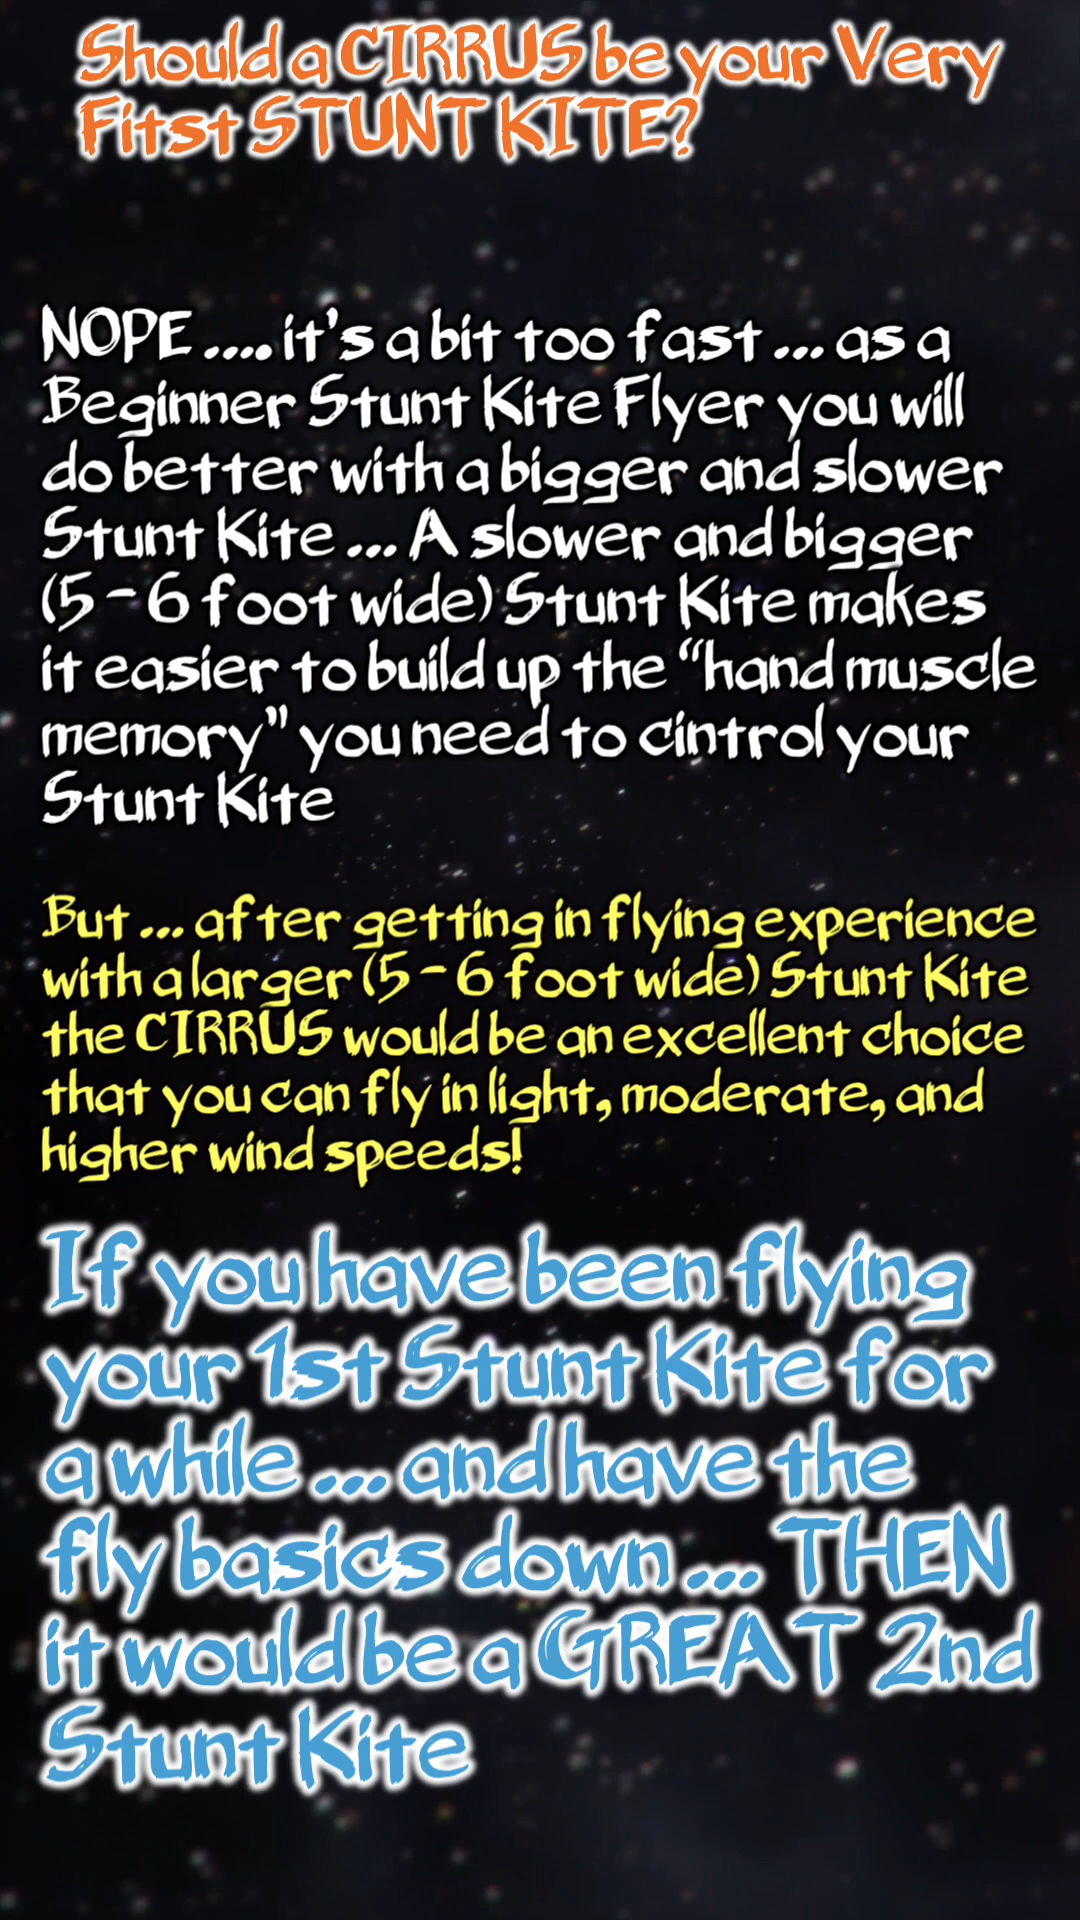 Should a CIRRUS be your Very
Fitst STUNT KITE?
NOPE .... it's a bit too fast ... as a
Beginner Stunt Kite Flyer you will
do better with a bigger and slower
Stunt Kite ... A slower and bigger
(5 - 6 foot wide) Stunt Kite makes
it easier to build up the “hand muscle
memory" you need to cintrol your
Stunt Kite
But ... after getting in flying experience
with a larger (5 - 6 foot wide) Stunt Kite
the CIRRUS would be an excellent choice
that you can fly in light, moderate, and
higher wind speeds!
If you have been flying
your 1st Stunt Kite for
a while ... and have the
fly basics down ... THEN
it would be a GREAT 2nd
Stunt Kite